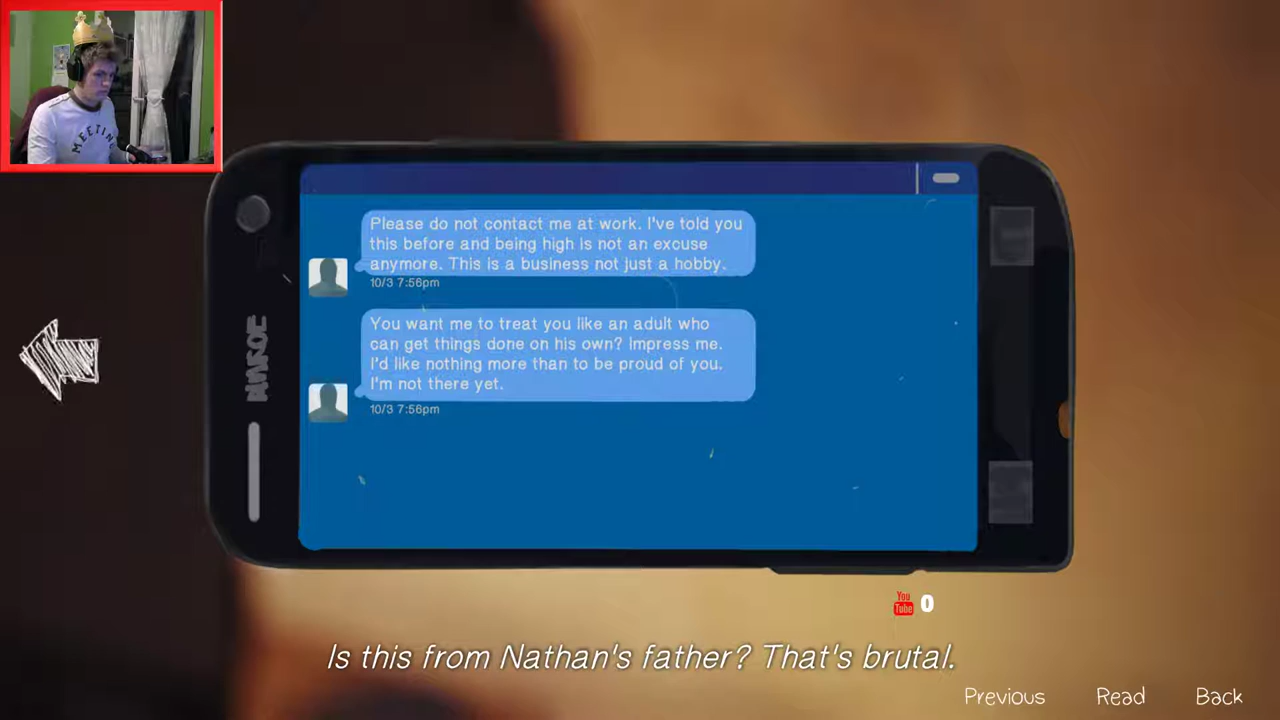 MEETING
Please do not contact me at work. I've told you
this before and being high is not an excuse
anymore. This is a business not just a hobby.
10/3 7:56pm
You want me to treat you like an adult who
can get things done on his own? Impress me.
I'd like nothing more than to be proud of you.
I'm not there yet.
10/3 7:56pm
You
Tube
0
Is this from Nathan's father? That's brutal.
Previous
Read
Back